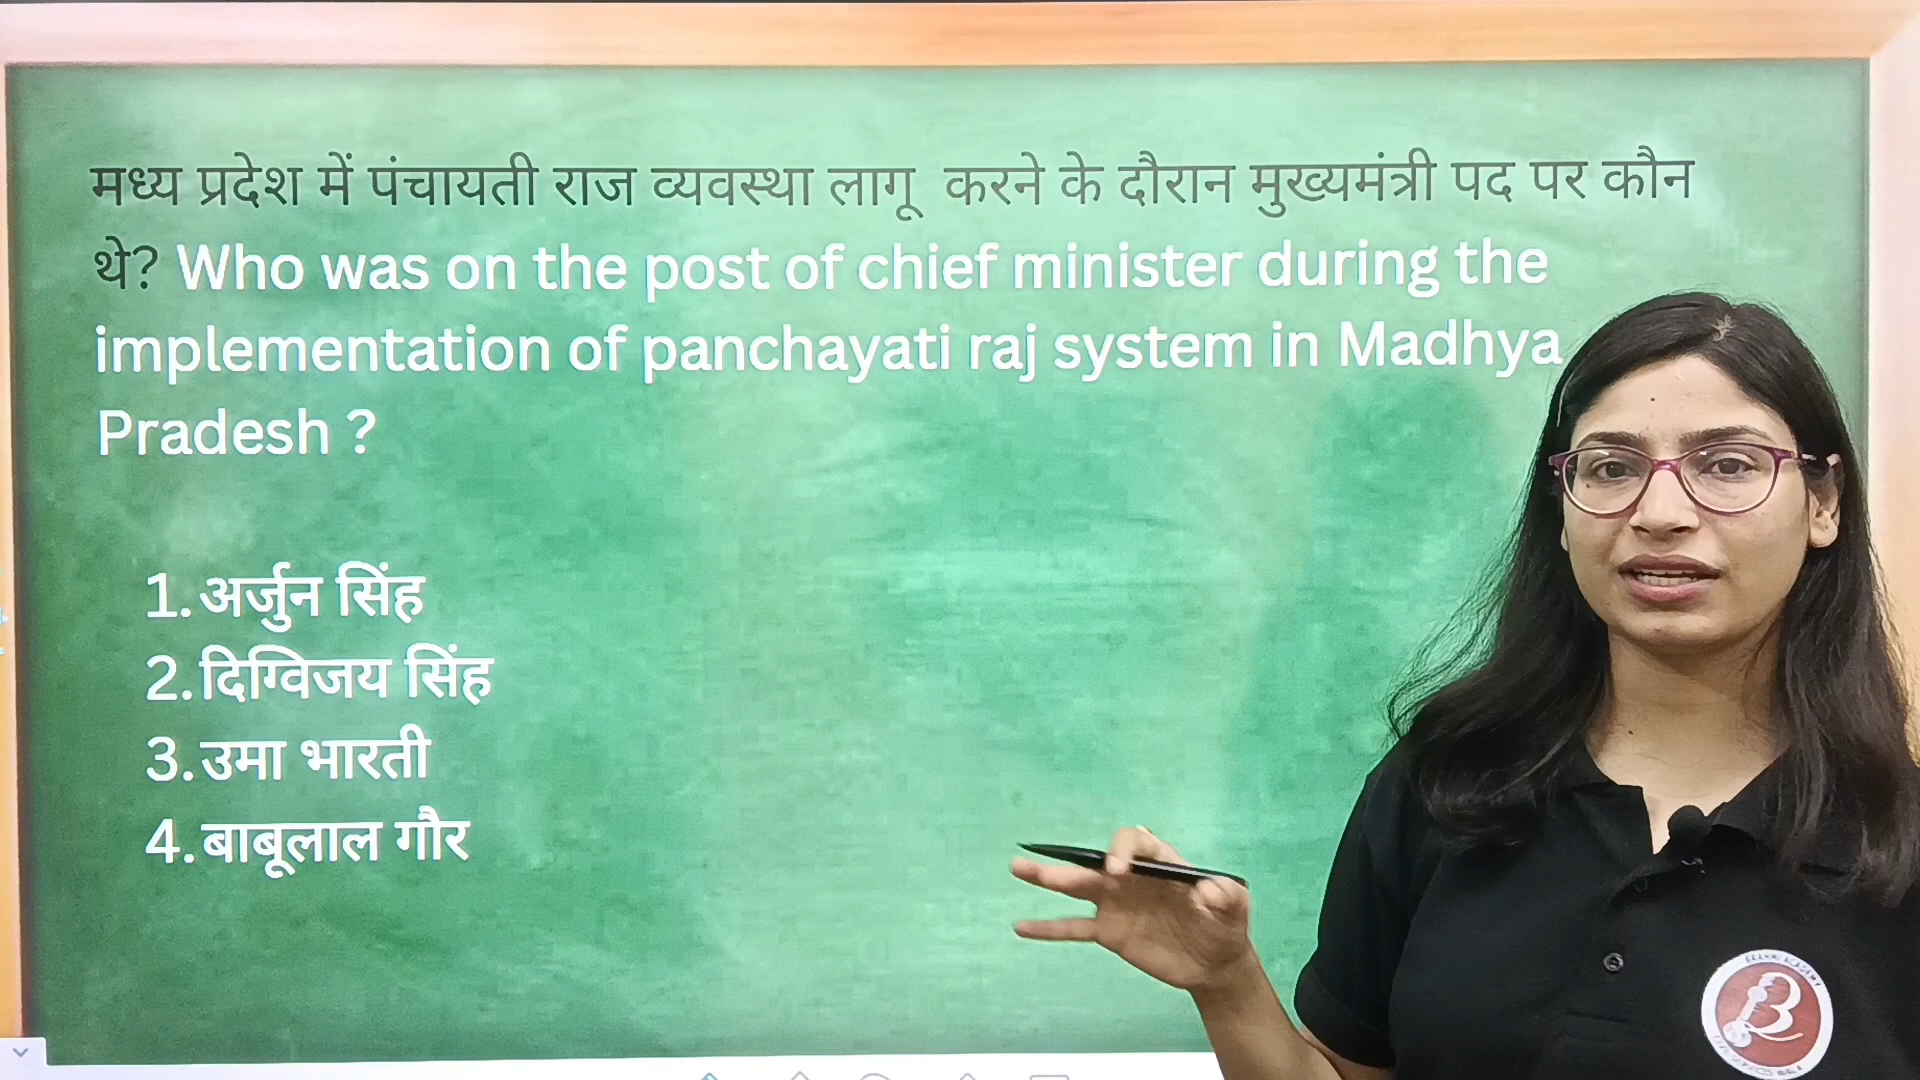 मध्य प्रदेश में पंचायती राज व्यवस्था लागू करने के दौरान मुख्यमंत्री पद पर कौन
थे? Who was on the post of chief minister during the
implementation of panchayati raj system in Madhya
Pradesh ?
1. अर्जुन सिंह
2. दिग्विजय सिंह
3. उमा भारती
4. बाबूलाल गौर